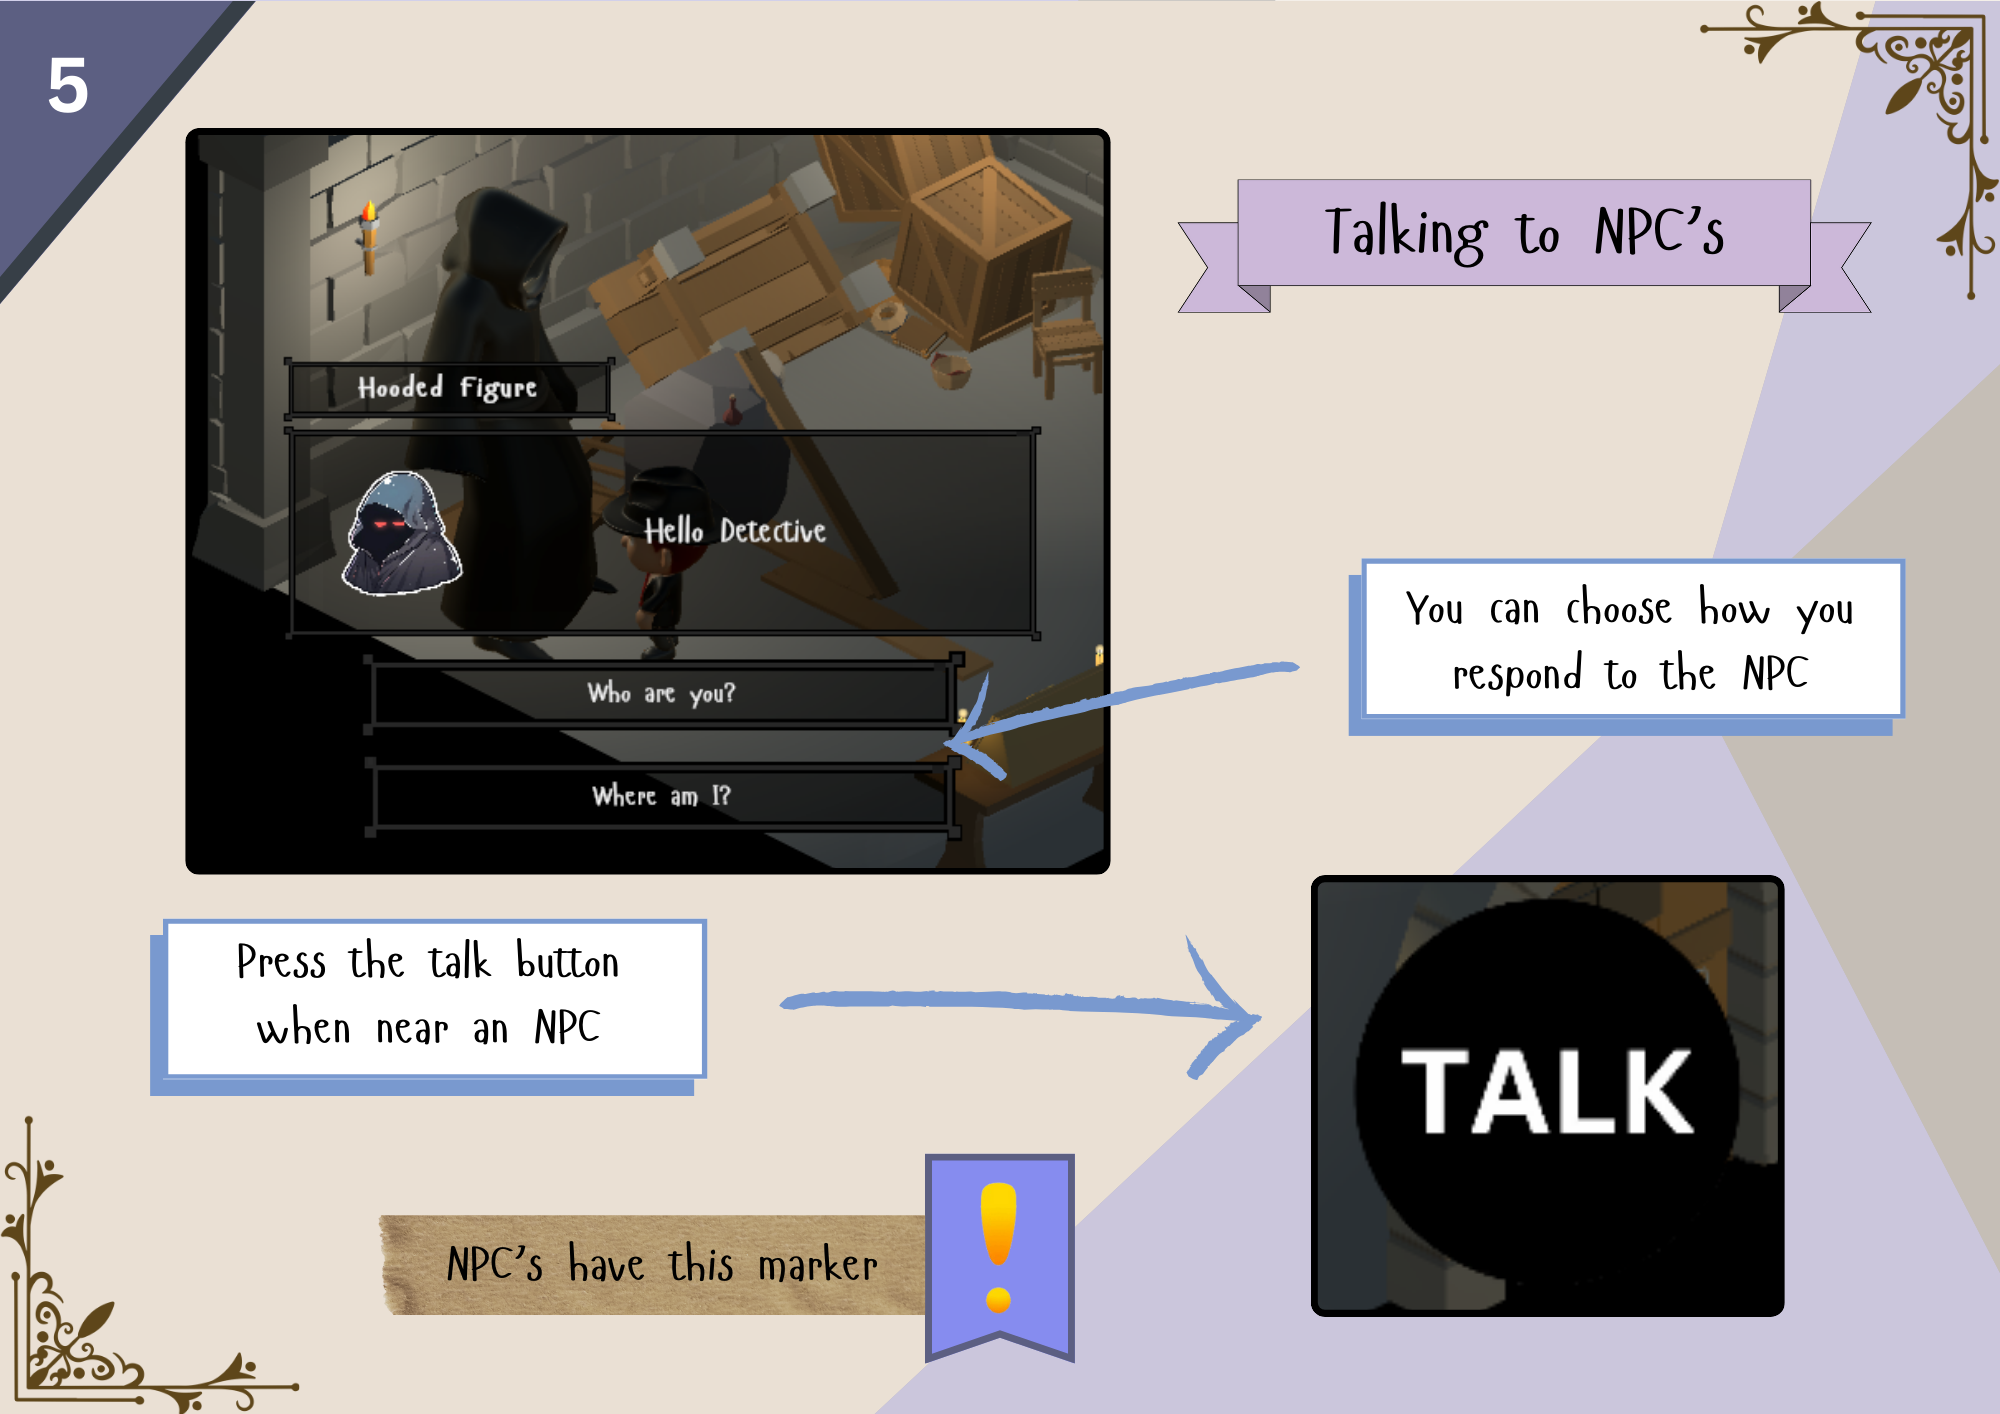 5
Talking to NPC's
Hooded Figure
Hello Detective
Who are you?
Where am I?
You can choose how you
respond to the NPC
Press the talk button
when near an NPC
TALK
NPC's have this marker
!